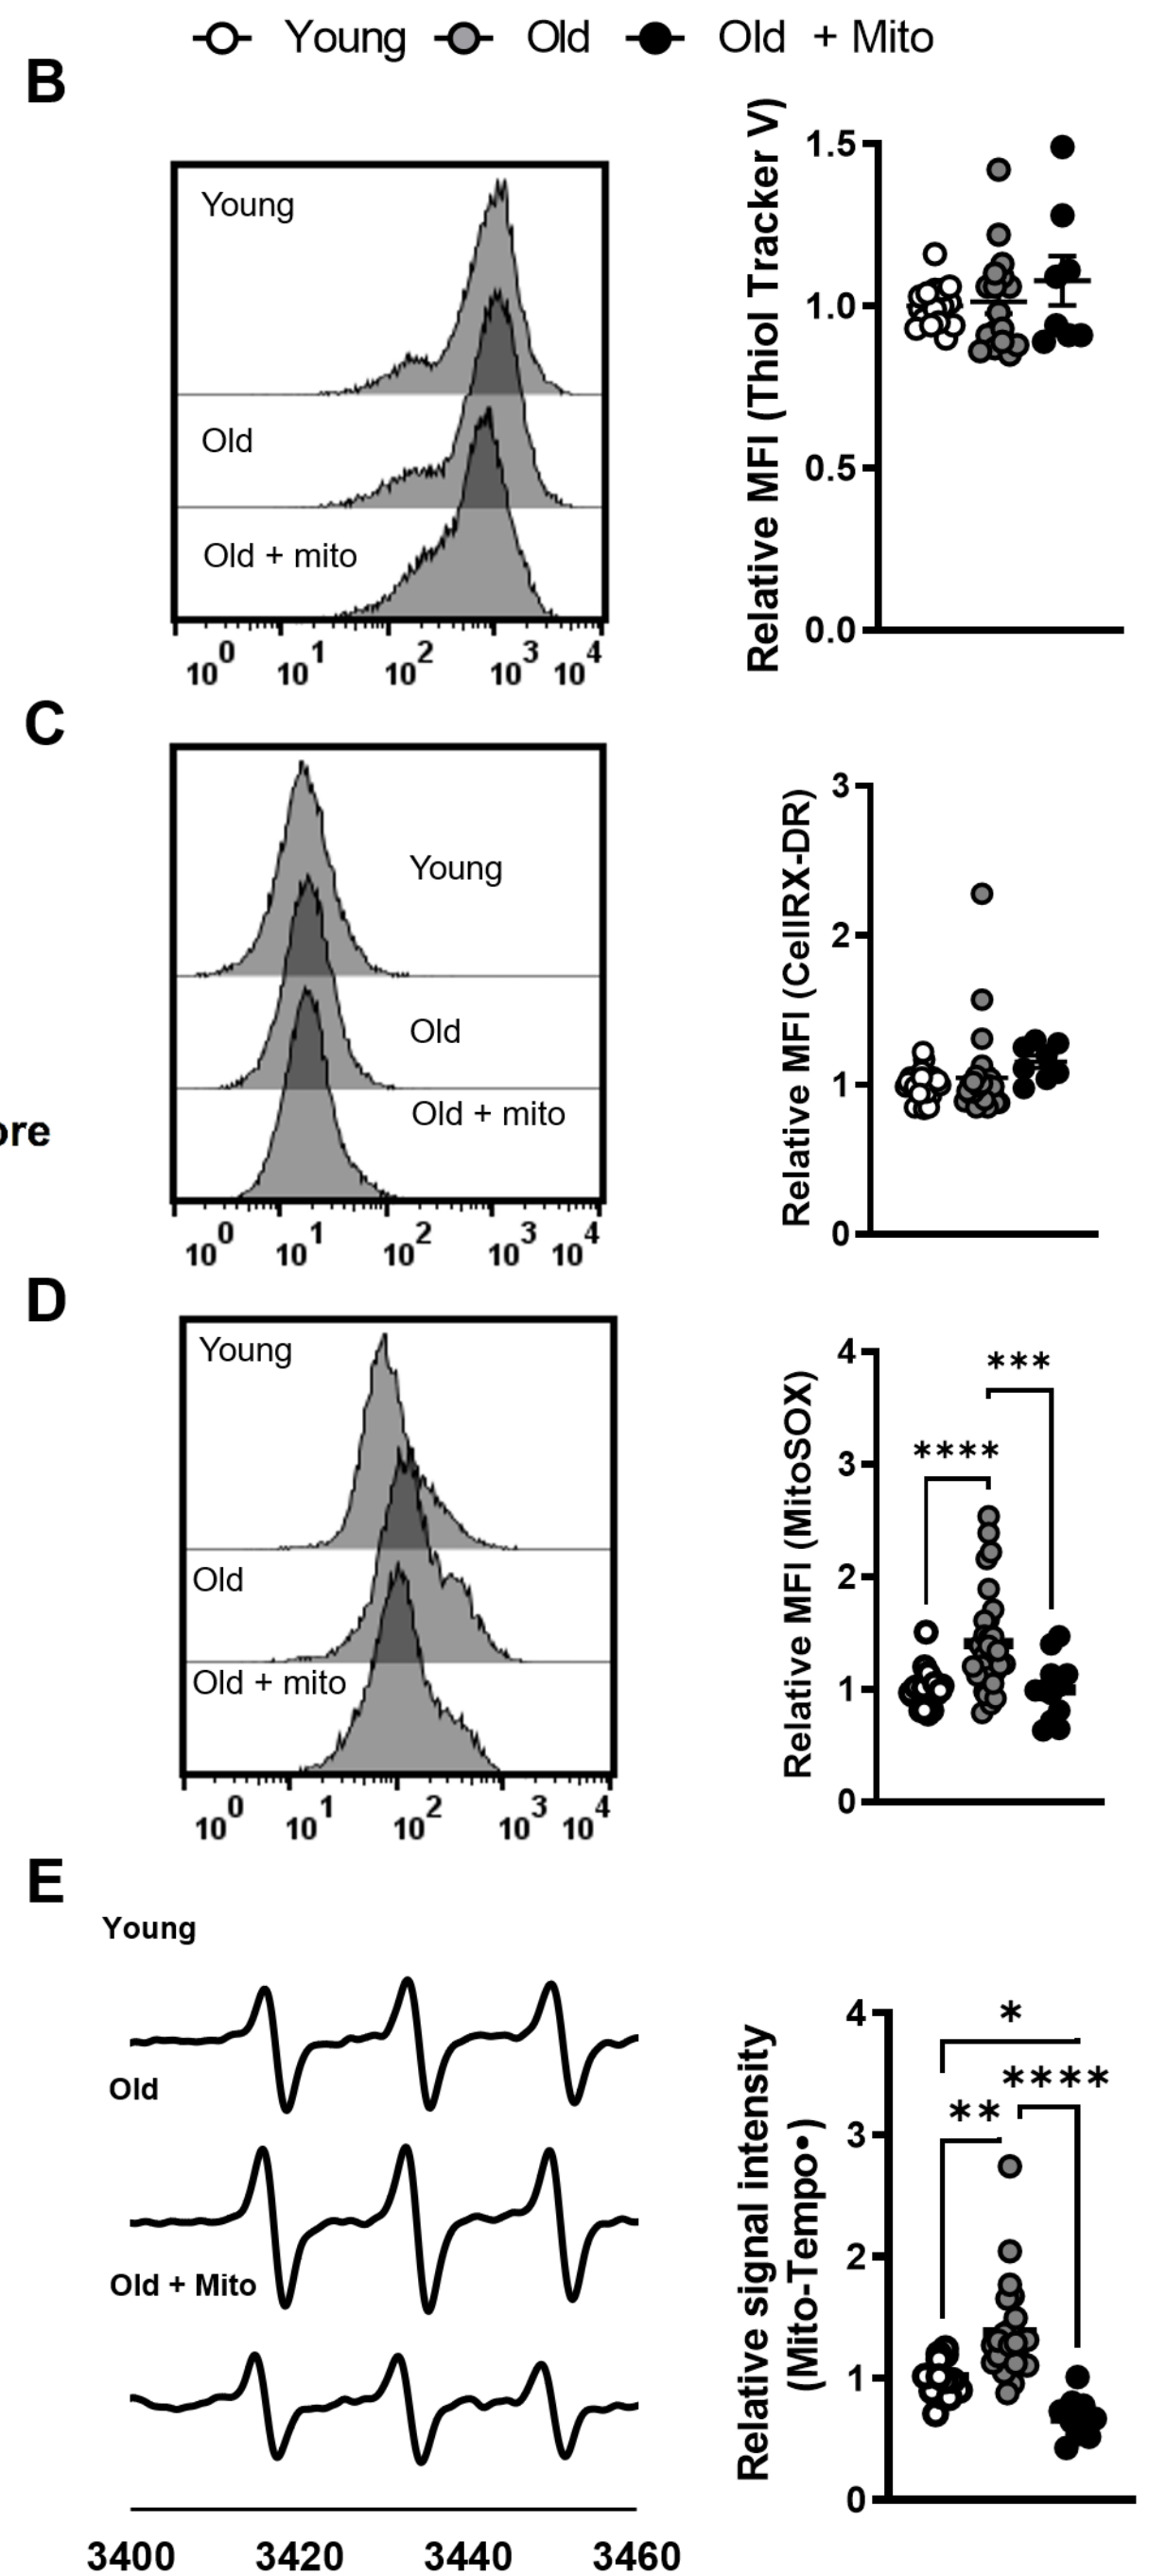 Young Old Old + Mito
B
Young
Old
Old + mito
10^0 10^1 10^2 10^3 10^4
Relative MFI (Thiol Tracker V)
1.5
1.0
0.5
0.0
C
Young
Old
Old + mito
10^0 10^1 10^2 10^3 10^4
Relative MFI (CellRX-DR)
3
2
1
0
ore
D
Young
Old
Old + mito
10^0 10^1 10^2 10^3 10^4
Relative MFI (MitoSOX)
4
3
2
1
0
***
****
E
Young
Old
Old + Mito
3400 3420 3440 3460
Relative signal intensity
(Mito-Tempo•)
4
3
2
1
0
*
****
**